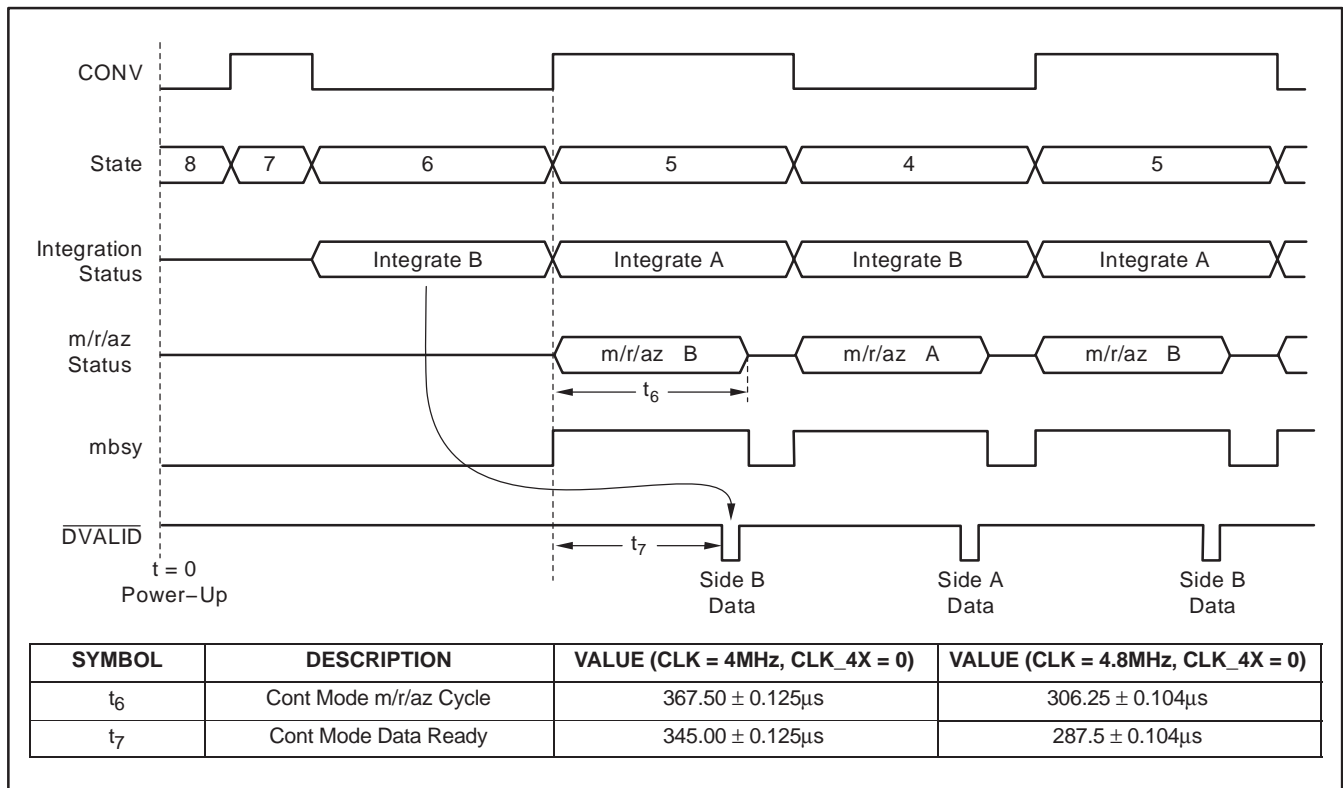 CONV
State 8 7 6 5 4 5
Integration
Status
Integrate B Integrate A Integrate B Integrate A
m/r/az
Status
m/r/az B m/r/az A m/r/az B
t6
mbsy
DVALID
t7
t = 0
Power−Up
Side B
Data
Side A
Data
Side B
Data
SYMBOL DESCRIPTION VALUE (CLK = 4MHz, CLK_4X = 0) VALUE (CLK = 4.8MHz, CLK_4X = 0)
t6 Cont Mode m/r/az Cycle 367.50 ± 0.125μs 306.25 ± 0.104μs
t7 Cont Mode Data Ready 345.00 ± 0.125μs 287.5 ± 0.104μs